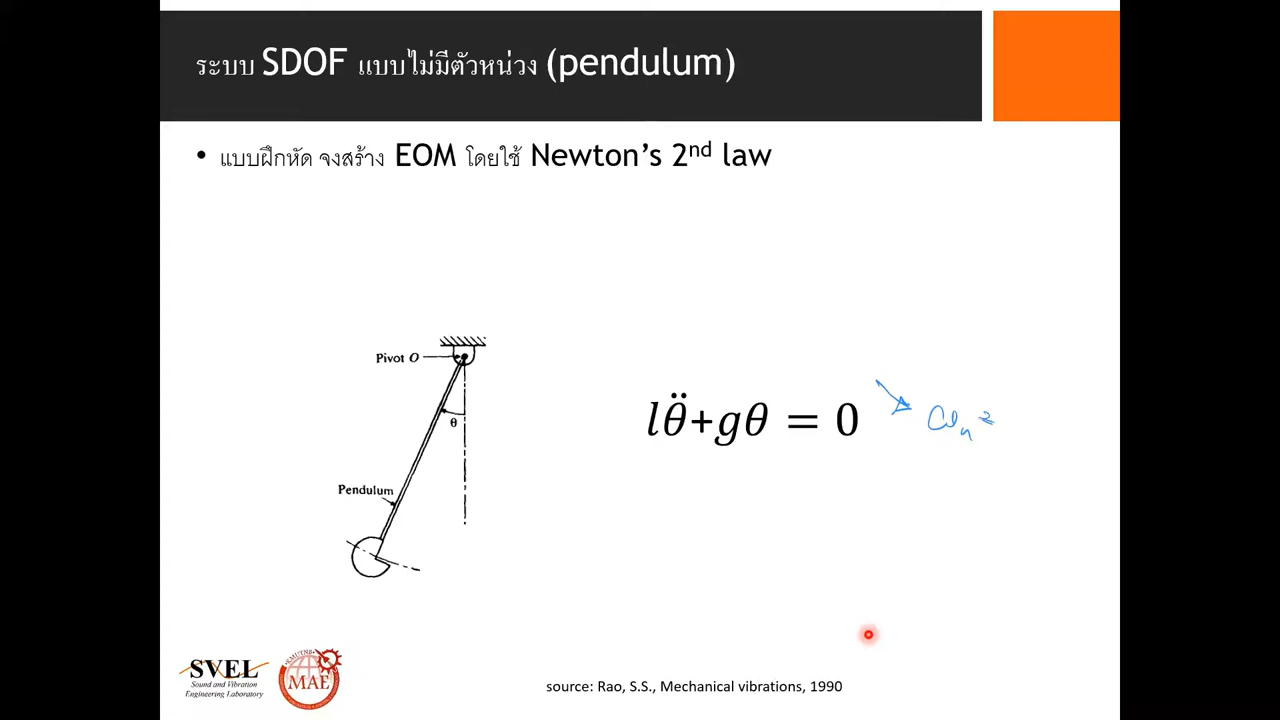 ระบบ SDOF แบบไม่มีตัวหน่วง (pendulum)
• แบบฝึกหัด จงสร้าง EOM โดยใช้ Newton’s 2ⁿᵈ law
Pivot O
θ
Pendulum
lθ̈+gθ = 0
ωₙ =
SVEL
Sound and Vibration
Engineering Laboratory
KMUTNB
MAE
source: Rao, S.S., Mechanical vibrations, 1990